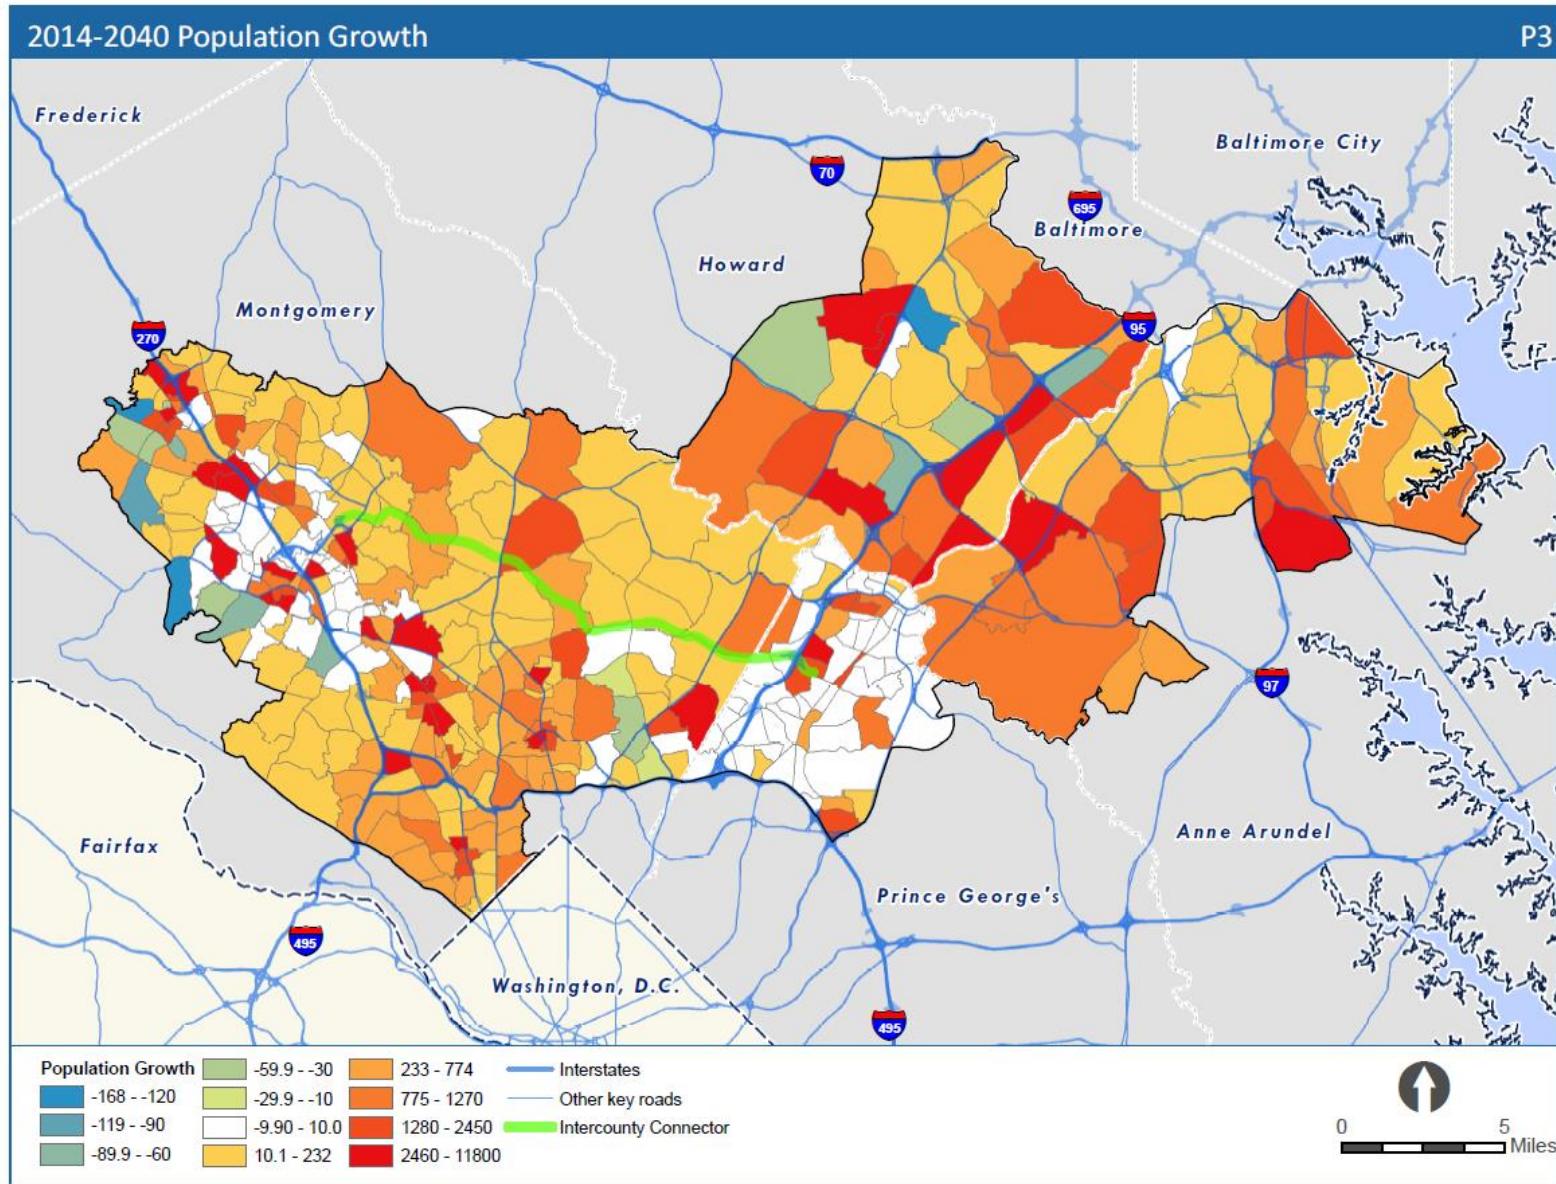 2014-2040 Population Growth
P3
Frederick
Baltimore City
70
695
Baltimore
Howard
Montgomery
270
95
97
Fairfax
Anne Arundel
Prince George's
495
Washington, D.C.
495
Population Growth
-168 - -120
-119 - -90
-89.9 - -60
-59.9 - -30
-29.9 - -10
-9.90 - 10.0
10.1 - 232
233 - 774
775 - 1270
1280 - 2450
2460 - 11800
Interstates
Other key roads
Intercounty Connector
0 5
Miles